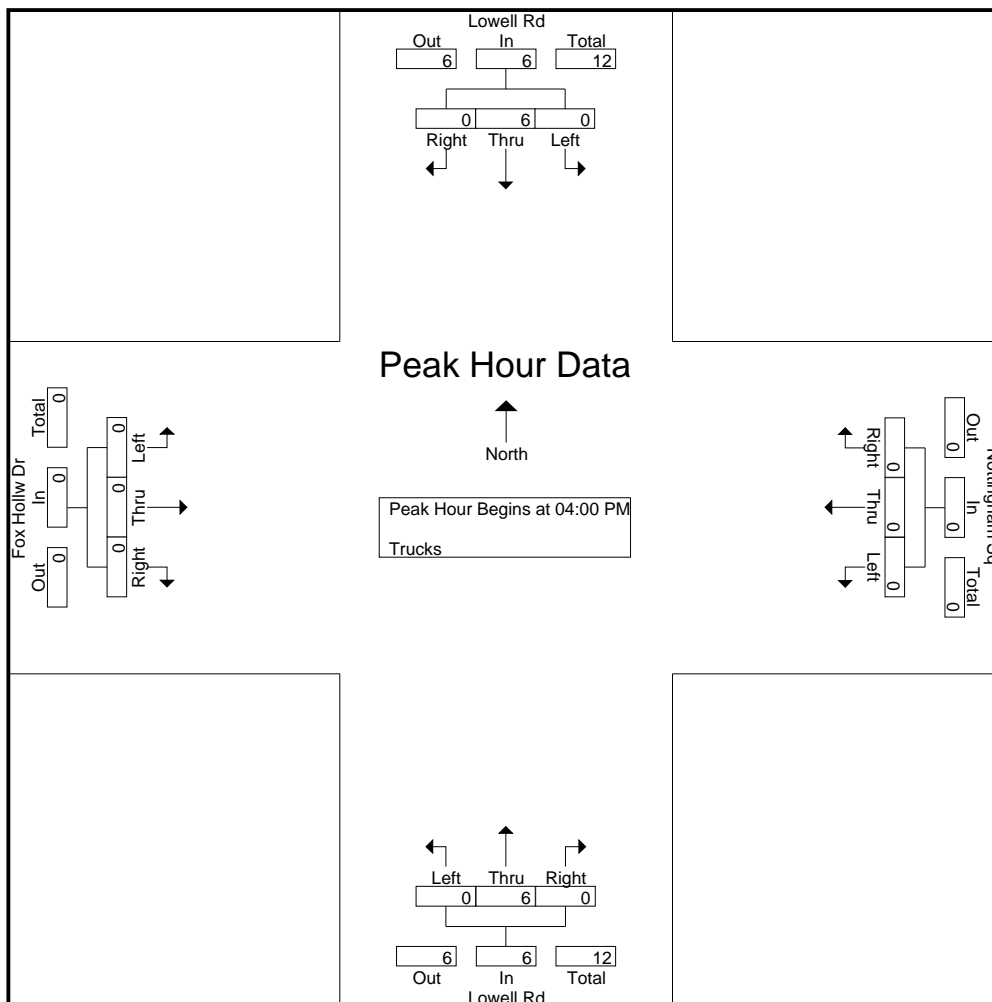 Lowell Rd
Out In Total
6 6 12
0 6 0
Right Thru Left
Peak Hour Data
North
Peak Hour Begins at 04:00 PM
Trucks
Fox Hollw Dr
Total In Out
0 0 0
0 0 0
Left Thru Right
Right Thru Left
0 0 0
0 0 0
Out In Total
Nottingham Sq
Left Thru Right
0 6 0
6 6 12
Out In Total
Lowell Rd